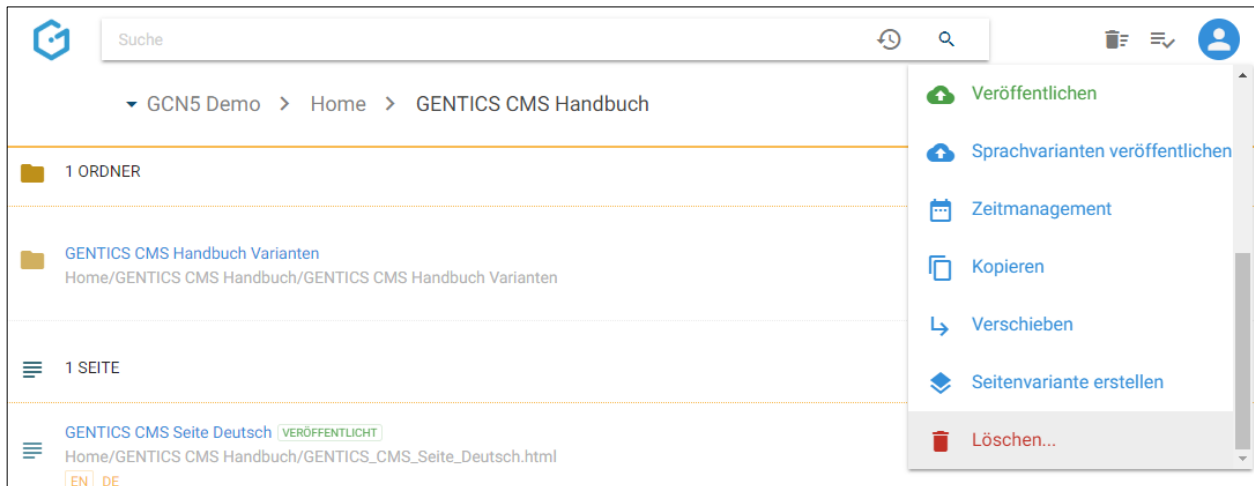 Suche
GCN5 Demo > Home > GENTICS CMS Handbuch
1 ORDNER
GENTICS CMS Handbuch Varianten
Home/GENTICS CMS Handbuch/GENTICS CMS Handbuch Varianten
1 SEITE
GENTICS CMS Seite Deutsch VERÖFFENTLICHT
Home/GENTICS CMS Handbuch/GENTICS_CMS_Seite_Deutsch.html
EN DE
Veröffentlichen
Sprachvarianten veröffentlichen
Zeitmanagement
Kopieren
Verschieben
Seitenvariante erstellen
Löschen...